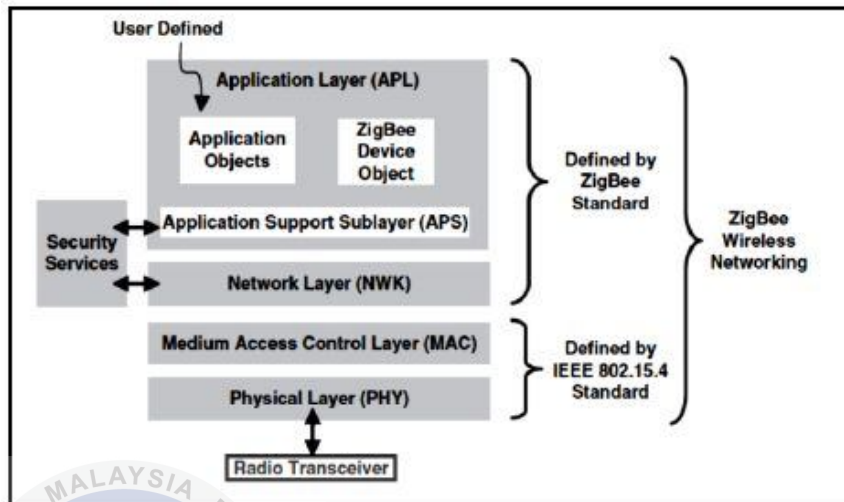 User Defined
Application Layer (APL)
Application
Objects
ZigBee
Device
Object
Application Support Sublayer (APS)
Security
Services
Network Layer (NWK)
Medium Access Control Layer (MAC)
Physical Layer (PHY)
Radio Transceiver
Defined by
ZigBee
Standard
Defined by
IEEE 802.15.4
Standard
ZigBee
Wireless
Networking
MALAYSIA